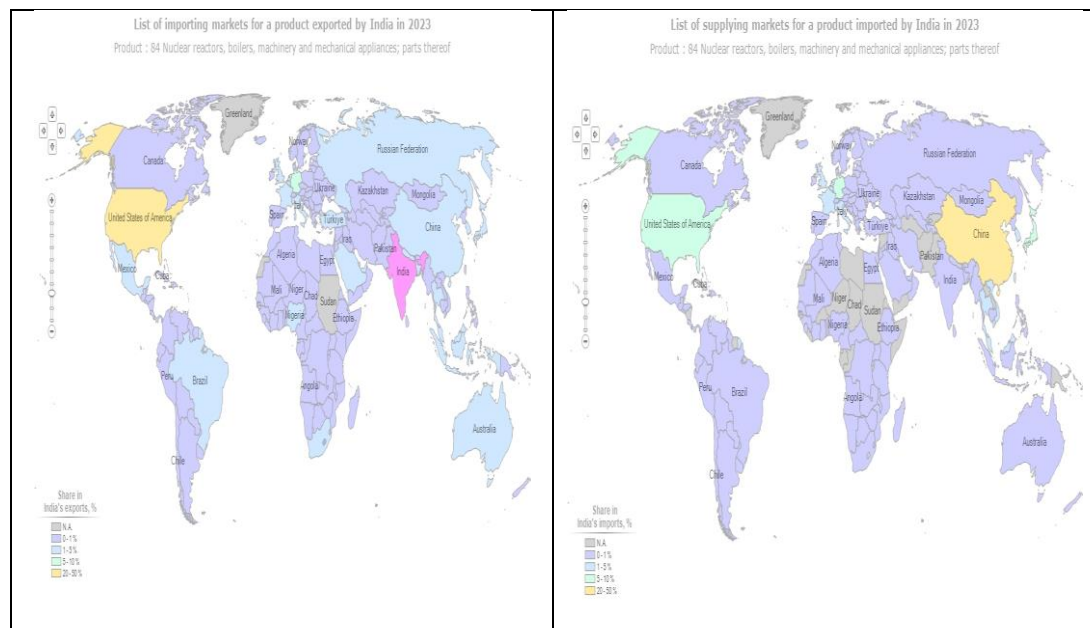 List of importing markets for a product exported by India in 2023
Product : 84 Nuclear reactors, boilers, machinery and mechanical appliances; parts thereof
Greenland
Norway
Russian Federation
Canada
Ukraine
Kazakhstan
Mongolia
United States of America
Spain
Italy
Türkiye
China
Iraq
Pakistan
Algeria
Egypt
India
Mexico
Cuba
Mali
Niger
Chad
Sudan
Nigeria
Ethiopia
Peru
Brazil
Angola
Australia
Chile
Share in
India's exports, %
N.A.
0-1%
1-5%
5-10%
20-50%
List of supplying markets for a product imported by India in 2023
Product : 84 Nuclear reactors, boilers, machinery and mechanical appliances; parts thereof
Greenland
Norway
Russian Federation
Canada
Ukraine
Kazakhstan
Mongolia
United States of America
Spain
Italy
Türkiye
China
Iraq
Pakistan
Algeria
Egypt
India
Mexico
Cuba
Mali
Niger
Chad
Sudan
Nigeria
Ethiopia
Peru
Brazil
Angola
Australia
Chile
Share in
India's imports, %
N.A.
0-1%
1-5%
5-10%
20-50%